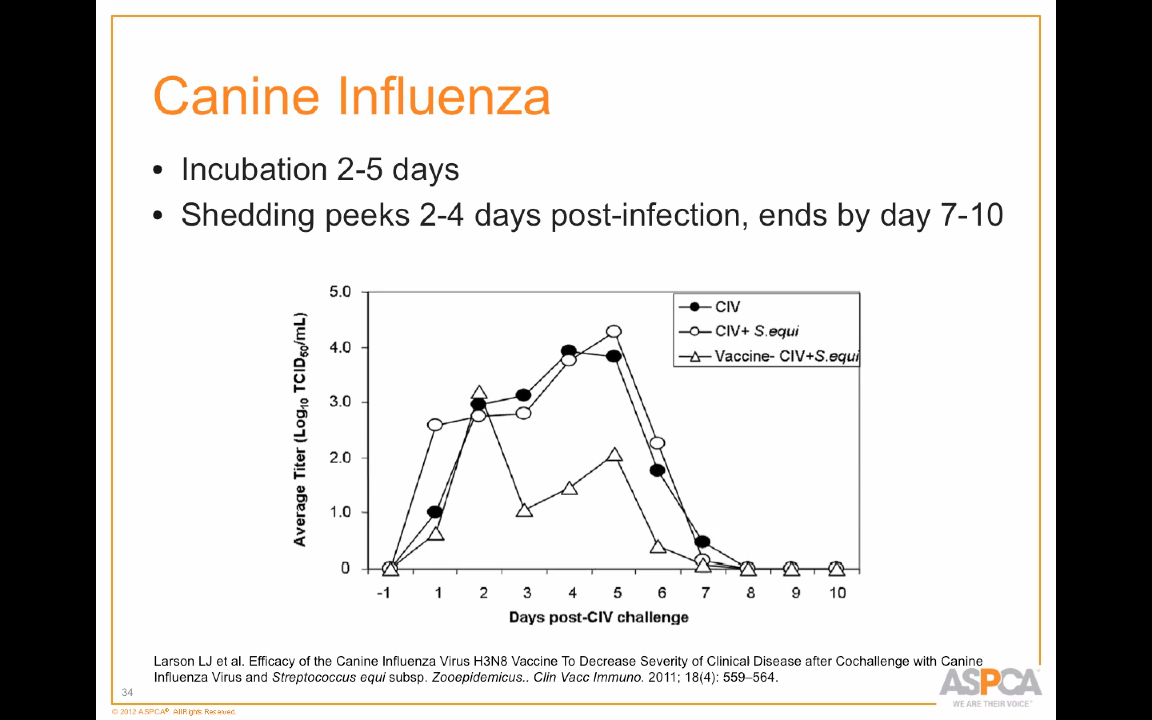 Canine Influenza
• Incubation 2-5 days
• Shedding peeks 2-4 days post-infection, ends by day 7-10
5.0
4.0
3.0
2.0
1.0
0
Average Titer (Log10 TCID50/mL)
CIV
CIV+ S.equi
Vaccine- CIV+S.equi
-1 1 2 3 4 5 6 7 8 9 10
Days post-CIV challenge
Larson LJ et al. Efficacy of the Canine Influenza Virus H3N8 Vaccine To Decrease Severity of Clinical Disease after Cochallenge with Canine
Influenza Virus and Streptococcus equi subsp. Zooepidemicus.. Clin Vacc Immuno. 2011; 18(4): 559–564.
34
ASPCA
WE ARE THEIR VOICE®
© 2012 ASPCA® All Rights Reserved.